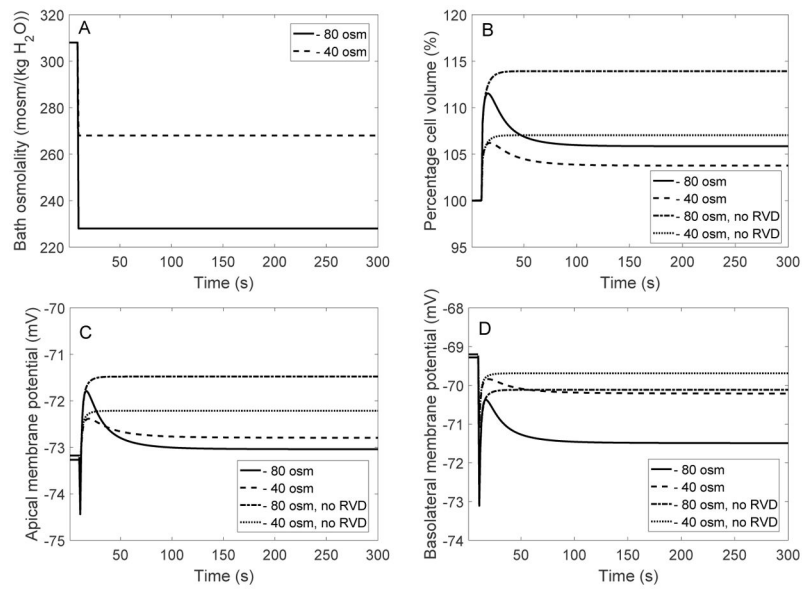 A
Bath osmolality (mosm/(kg H2O))
320
300
280
260
240
220
50 100 150 200 250 300
Time (s)
- 80 osm
- 40 osm
B
Percentage cell volume (%)
120
115
110
105
100
95
50 100 150 200 250 300
Time (s)
- 80 osm
- 40 osm
- 80 osm, no RVD
- 40 osm, no RVD
C
Apical membrane potential (mV)
-70
-71
-72
-73
-74
-75
50 100 150 200 250 300
Time (s)
- 80 osm
- 40 osm
- 80 osm, no RVD
- 40 osm, no RVD
D
Basolateral membrane potential (mV)
-68
-69
-70
-71
-72
-73
-74
50 100 150 200 250 300
Time (s)
- 80 osm
- 40 osm
- 80 osm, no RVD
- 40 osm, no RVD